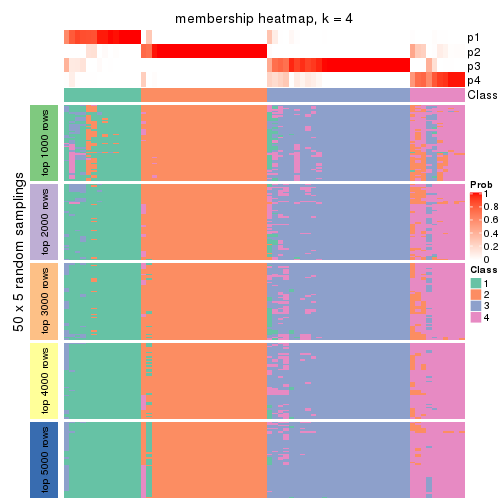 membership heatmap, k = 4
p1
p2
p3
p4
Class
50 x 5 random samplings
top 1000 rows
top 2000 rows
top 3000 rows
top 4000 rows
top 5000 rows
Prob
1
0.8
0.6
0.4
0.2
0
Class
1
2
3
4